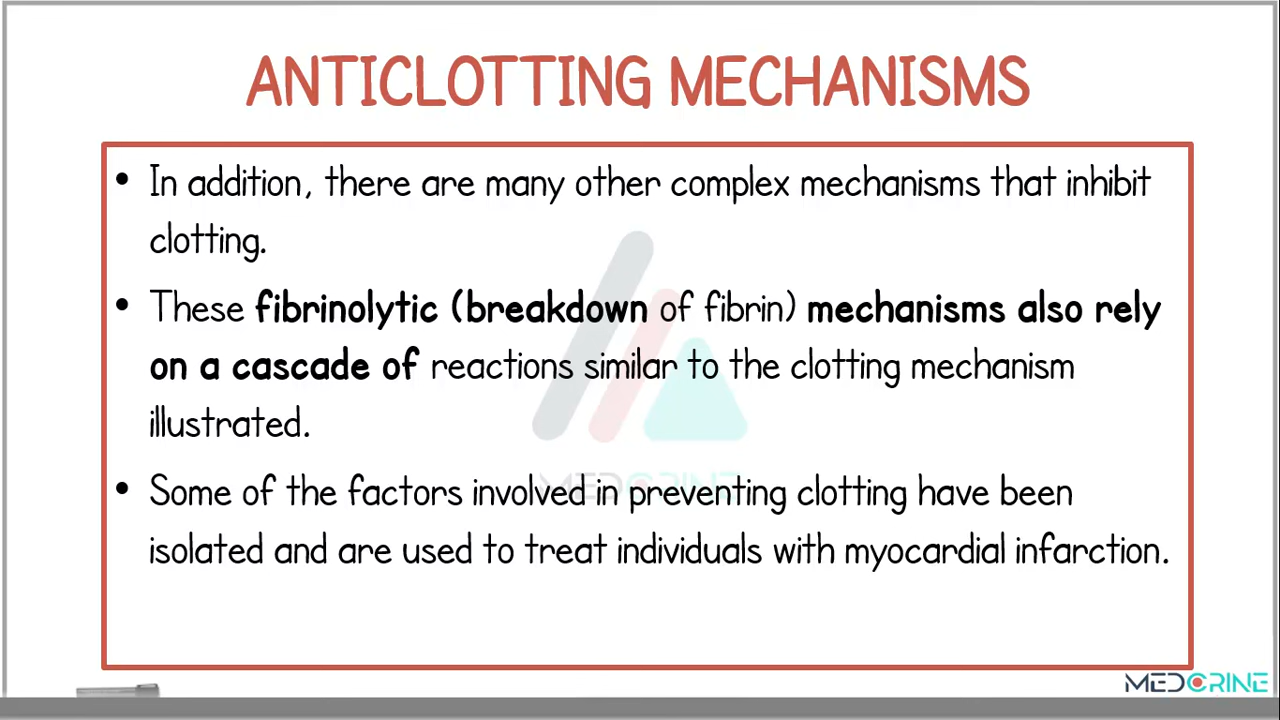 ANTICLOTTING MECHANISMS
• In addition, there are many other complex mechanisms that inhibit
clotting.
• These fibrinolytic (breakdown of fibrin) mechanisms also rely
on a cascade of reactions similar to the clotting mechanism
illustrated.
• Some of the factors involved in preventing clotting have been
isolated and are used to treat individuals with myocardial infarction.
MEDCRINE
MEDCRINE